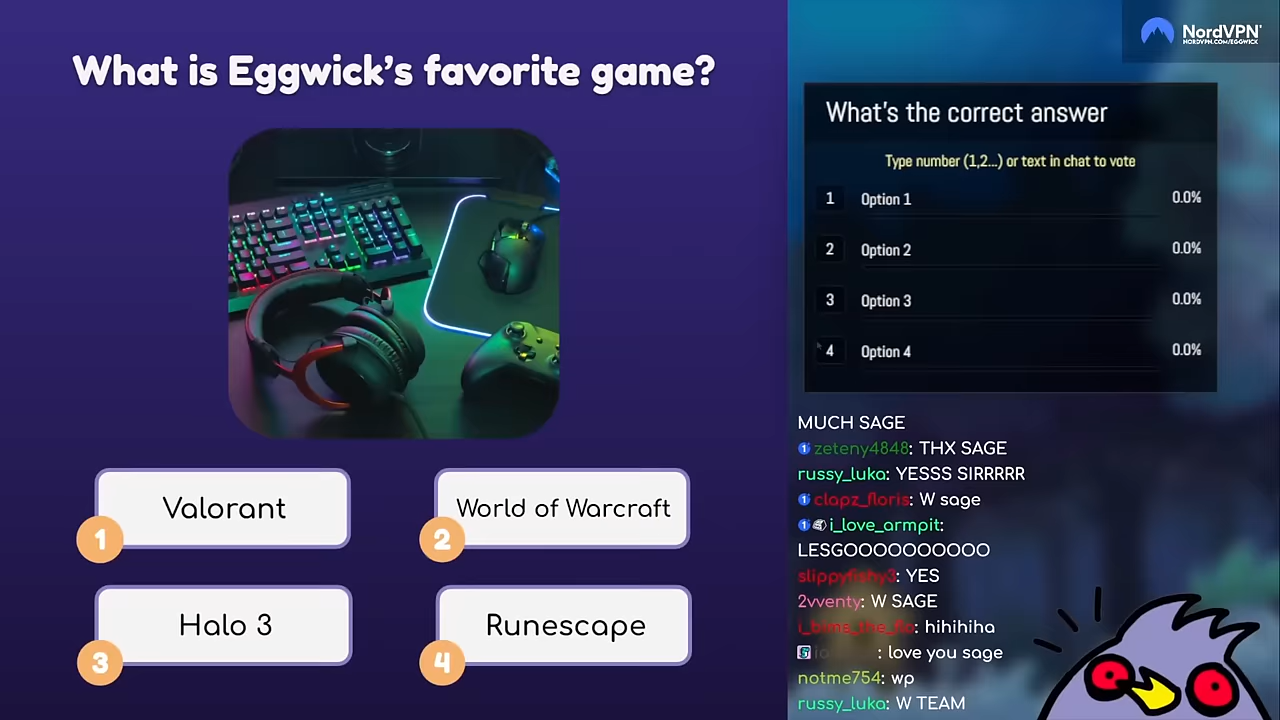 What is Eggwick's favorite game?
Valorant
1
World of Warcraft
2
Halo 3
3
Runescape
4
NordVPN
NORDVPN.COM/EGGWICK
What's the correct answer
Type number (1,2...) or text in chat to vote
1 Option 1 0.0%
2 Option 2 0.0%
3 Option 3 0.0%
4 Option 4 0.0%
MUCH SAGE
zeteny4848: THX SAGE
russy_luka: YESSS SIRRRRR
clapz_floris: W sage
i_love_armpit:
LESGOOOOOOOOOO
slippyfishy3: YES
2vventy: W SAGE
hihihiha
: love you sage
notme754: wp
russy_luka: W TEAM